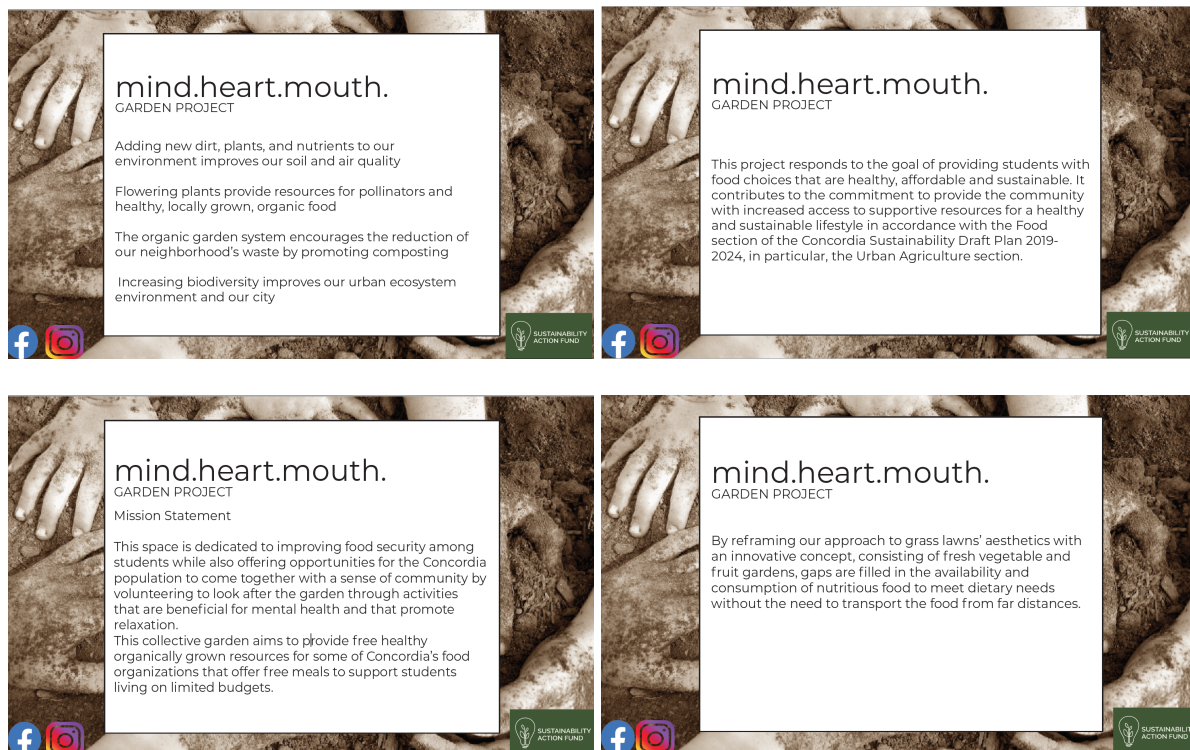 mind.heart.mouth.
GARDEN PROJECT
Adding new dirt, plants, and nutrients to our
environment improves our soil and air quality
Flowering plants provide resources for pollinators and
healthy, locally grown, organic food
The organic garden system encourages the reduction of
our neighborhood's waste by promoting composting
Increasing biodiversity improves our urban ecosystem
environment and our city
SUSTAINABILITY
ACTION FUND
mind.heart.mouth.
GARDEN PROJECT
This project responds to the goal of providing students with
food choices that are healthy, affordable and sustainable. It
contributes to the commitment to provide the community
with increased access to supportive resources for a healthy
and sustainable lifestyle in accordance with the Food
section of the Concordia Sustainability Draft Plan 2019-
2024, in particular, the Urban Agriculture section.
SUSTAINABILITY
ACTION FUND
mind.heart.mouth.
GARDEN PROJECT
Mission Statement
This space is dedicated to improving food security among
students while also offering opportunities for the Concordia
population to come together with a sense of community by
volunteering to look after the garden through activities
that are beneficial for mental health and that promote
relaxation.
This collective garden aims to provide free healthy
organically grown resources for some of Concordia's food
organizations that offer free meals to support students
living on limited budgets.
SUSTAINABILITY
ACTION FUND
mind.heart.mouth.
GARDEN PROJECT
By reframing our approach to grass lawns' aesthetics with
an innovative concept, consisting of fresh vegetable and
fruit gardens, gaps are filled in the availability and
consumption of nutritious food to meet dietary needs
without the need to transport the food from far distances.
SUSTAINABILIT
ACTION FUND